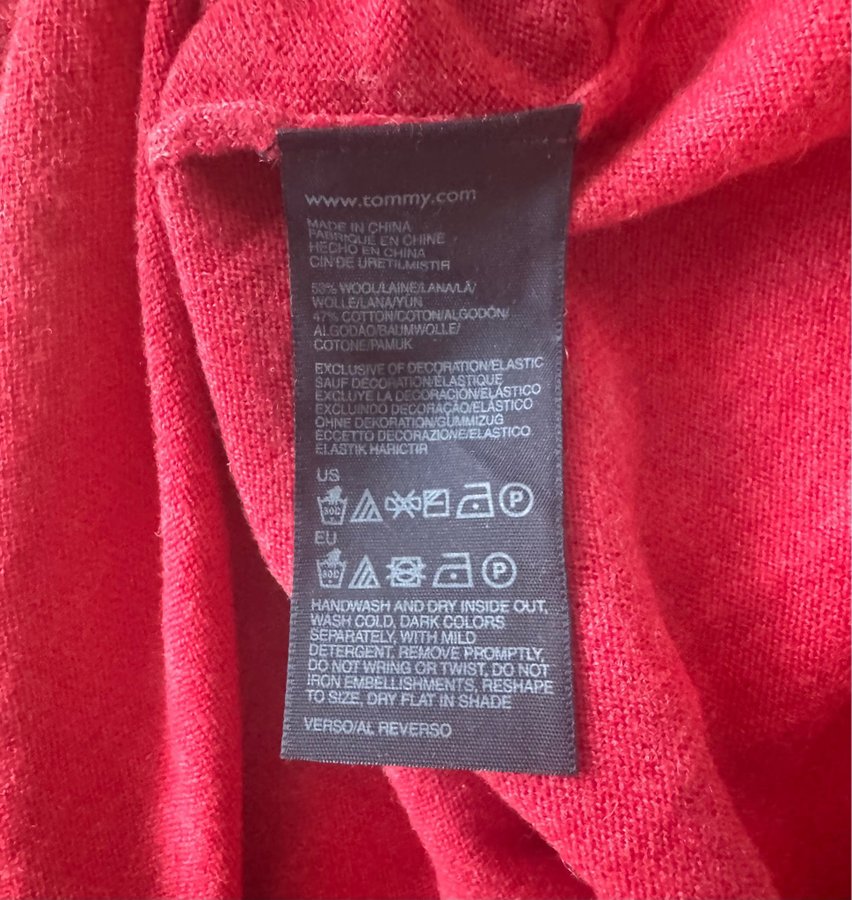 www.tommy.com
MADE IN CHINA
FABRIQUÉ EN CHINE
HECHO EN CHINA
CIN'DE URETILMISTIR
53% WOOL/LAINE/LANA/LÃ/
WOLLE/LANA/YÜN
47% COTTON/COTON/ALGODÓN/
ALGODÃO/BAUMWOLLE/
COTONE/PAMUK
EXCLUSIVE OF DECORATION/ELASTIC
SAUF DÉCORATION/ÉLASTIQUE
EXCLUYE LA DECORACIÓN/ELÁSTICO
EXCLUINDO DECORAÇÃO/ELÁSTICO
OHNE DEKORATION/GUMMIZUG
ECCETTO DECORAZIONE/ELASTICO
ELASTIK HARICTIR
US
P
EU
P
HANDWASH AND DRY INSIDE OUT,
WASH COLD, DARK COLORS
SEPARATELY, WITH MILD
DETERGENT. REMOVE PROMPTLY,
DO NOT WRING OR TWIST, DO NOT
IRON EMBELLISHMENTS, RESHAPE
TO SIZE, DRY FLAT IN SHADE
VERSO/AL REVERSO